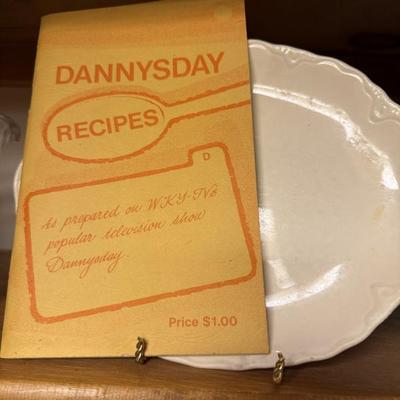 DANNYSDAY
RECIPES
D
As prepared on WKY-TV's
popular television show
Dannysday.
Price $1.00